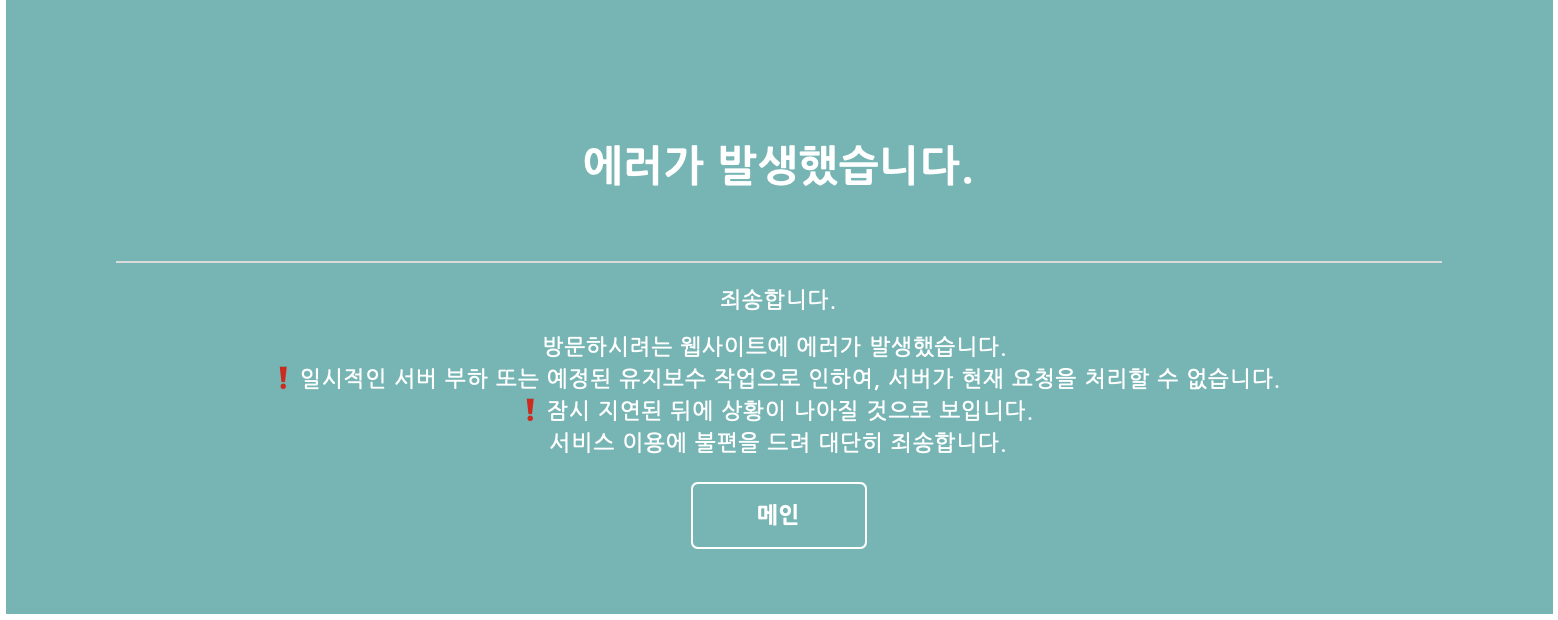 에러가 발생했습니다.
죄송합니다.
방문하시려는 웹사이트에 에러가 발생했습니다.
❗ 일시적인 서버 부하 또는 예정된 유지보수 작업으로 인하여, 서버가 현재 요청을 처리할 수 없습니다.
❗ 잠시 지연된 뒤에 상황이 나아질 것으로 보입니다.
서비스 이용에 불편을 드려 대단히 죄송합니다.
메인